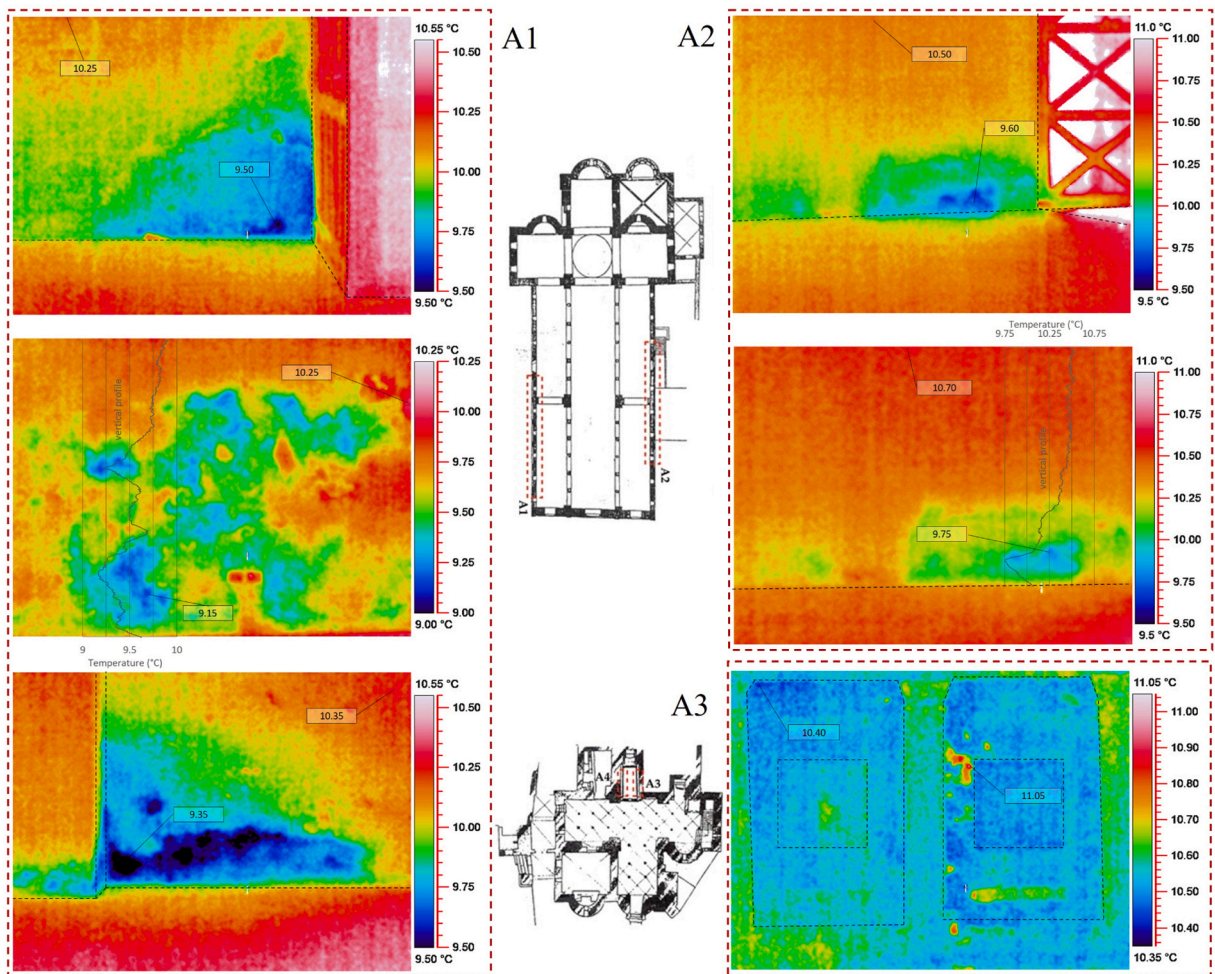 A1
A2
10.55 °C
10.25
9.50
10.50
10.25
10.00
9.75
9.50
9.50 °C
11.0 °C
10.50
9.60
11.00
10.75
10.50
10.25
10.00
9.75
9.50
9.5 °C
10.25 °C
10.25
vertical profile
9.15
10.25
10.00
9.75
9.50
9.25
9.00
9.00 °C
9
9.5
10
Temperature (°C)
A1
A2
Temperature (°C)
9.75
10.25
10.75
11.0 °C
10.70
vertical profile
9.75
11.00
10.75
10.50
10.25
10.00
9.75
9.50
9.5 °C
10.55 °C
10.35
9.35
10.50
10.25
10.00
9.75
9.50
9.50 °C
A3
A4
A3
11.05 °C
10.40
11.05
11.00
10.90
10.80
10.70
10.60
10.50
10.40
10.35 °C